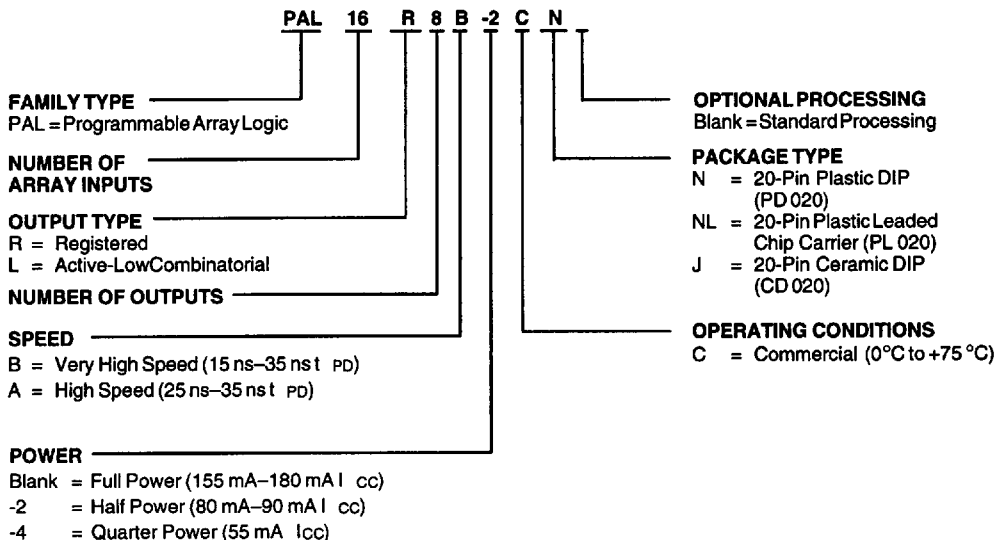 PAL 16 R 8 B -2 C N
FAMILY TYPE
PAL = Programmable Array Logic
NUMBER OF
ARRAY INPUTS
OUTPUT TYPE
R = Registered
L = Active-Low Combinatorial
NUMBER OF OUTPUTS
SPEED
B = Very High Speed (15 ns–35 ns t PD)
A = High Speed (25 ns–35 ns t PD)
POWER
Blank = Full Power (155 mA–180 mA I CC)
-2 = Half Power (80 mA–90 mA I CC)
-4 = Quarter Power (55 mA ICC)
OPTIONAL PROCESSING
Blank = Standard Processing
PACKAGE TYPE
N = 20-Pin Plastic DIP
(PD 020)
NL = 20-Pin Plastic Leaded
Chip Carrier (PL 020)
J = 20-Pin Ceramic DIP
(CD 020)
OPERATING CONDITIONS
C = Commercial (0°C to +75 °C)